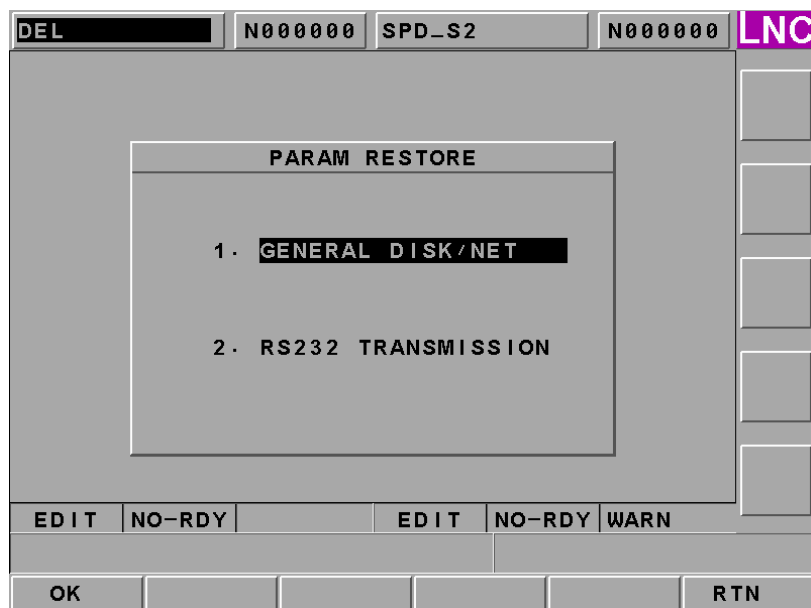 DEL N000000 SPD_S2 N000000 LNC
PARAM RESTORE
1. GENERAL DISK/NET
2. RS232 TRANSMISSION
EDIT NO-RDY EDIT NO-RDY WARN
OK RTN